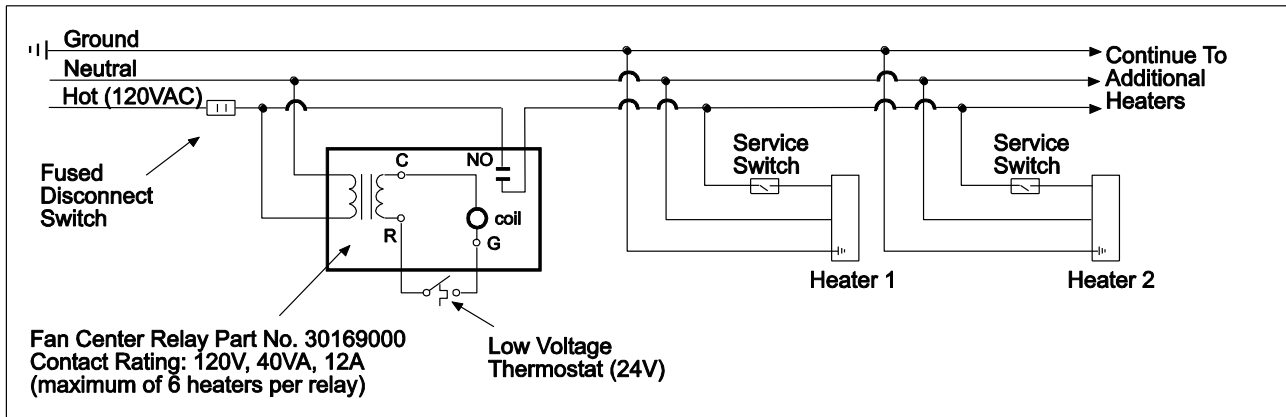 Ground
Neutral
Hot (120VAC)
Continue To
Additional
Heaters
Fused
Disconnect
Switch
C
NO
coil
R
G
Service
Switch
Service
Switch
Heater 1
Heater 2
Fan Center Relay Part No. 30169000
Contact Rating: 120V, 40VA, 12A
(maximum of 6 heaters per relay)
Low Voltage
Thermostat (24V)